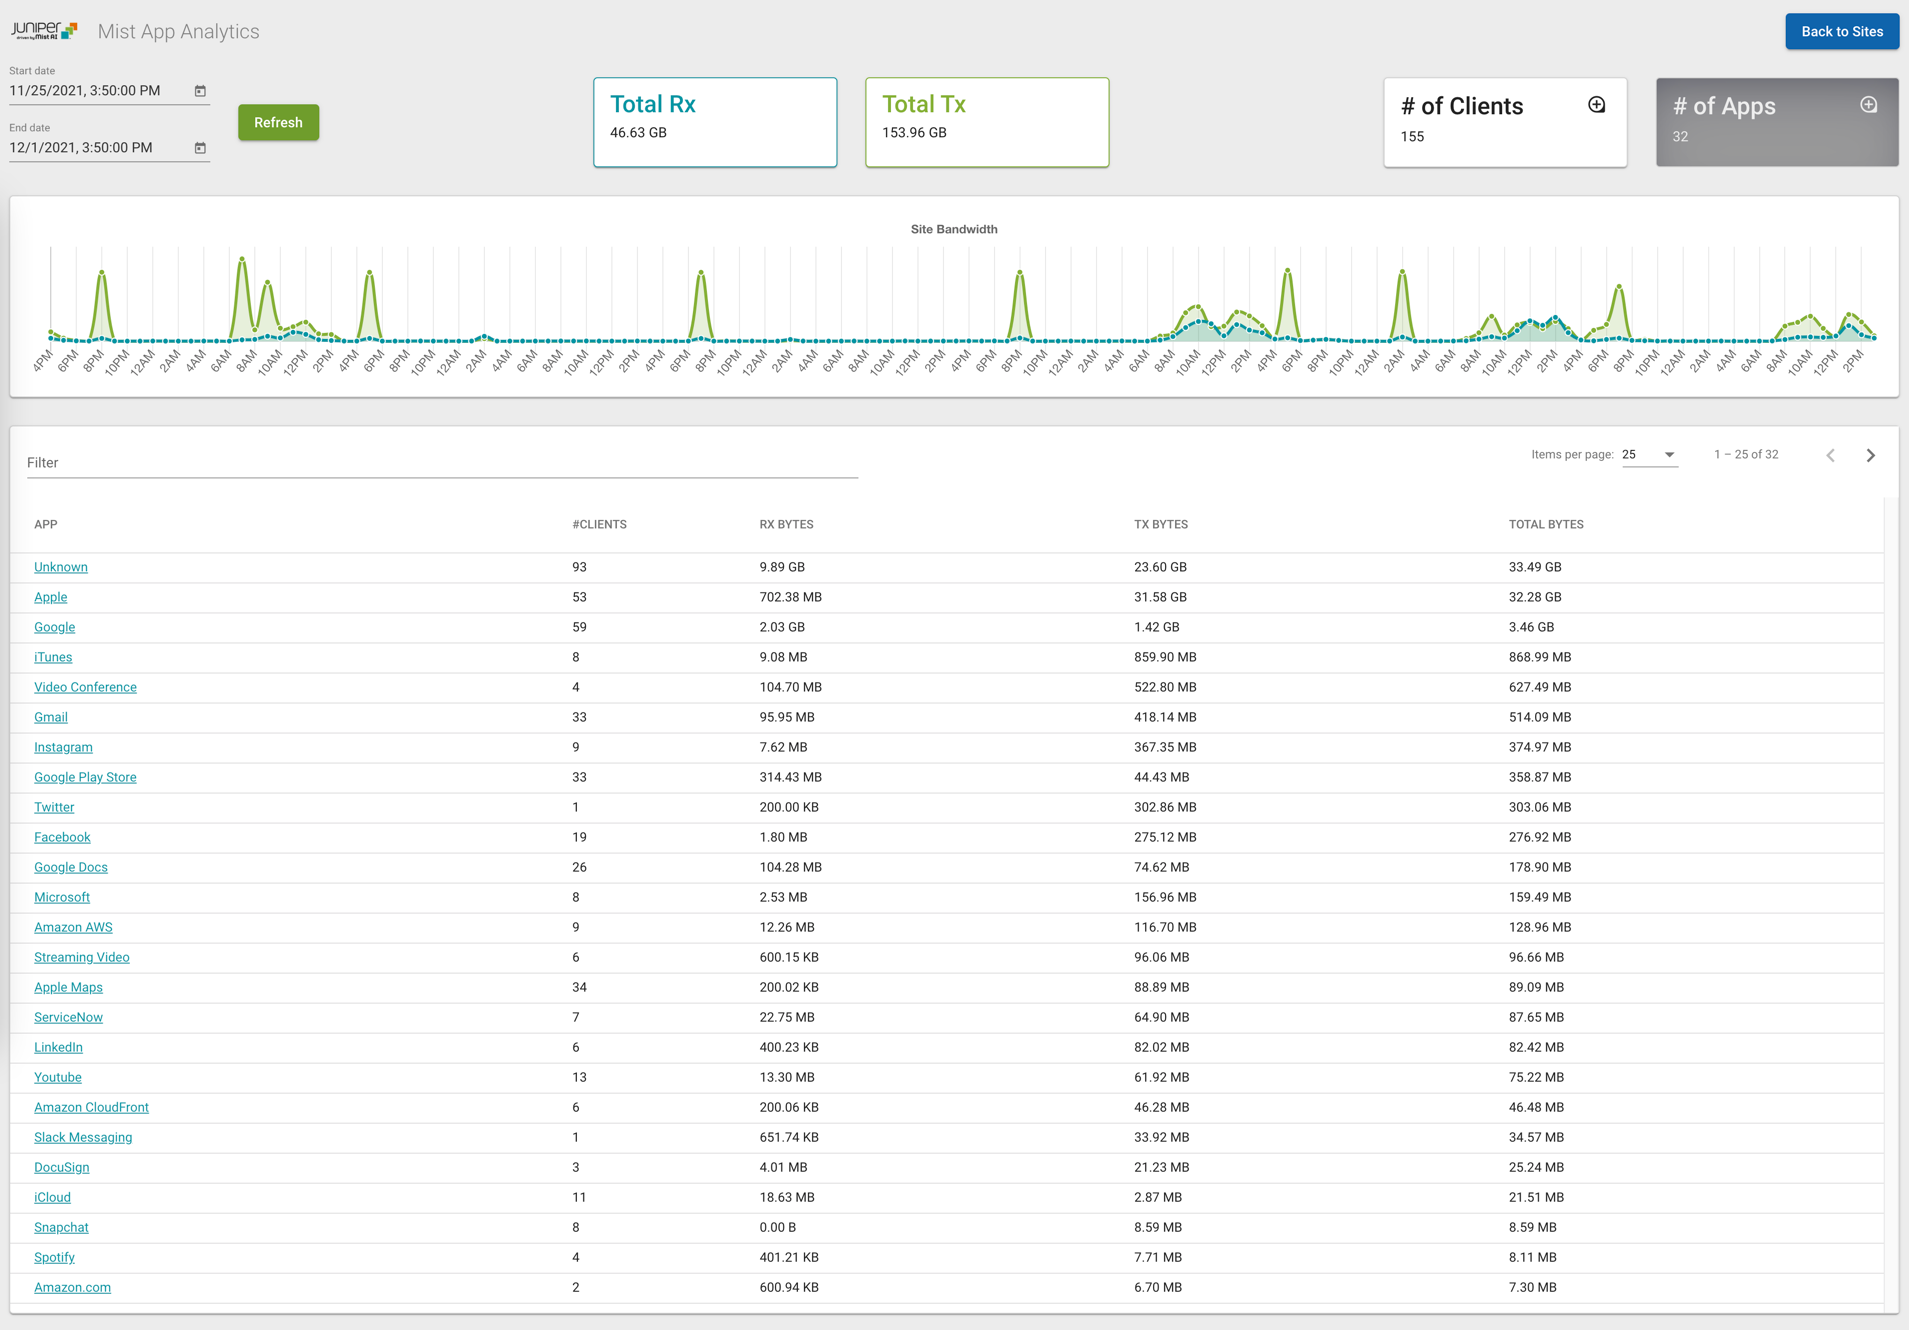 JUNIPER
driven by Mist AI
Mist App Analytics
Back to Sites
Start date
11/25/2021, 3:50:00 PM
End date
12/1/2021, 3:50:00 PM
Refresh
Total Rx
46.63 GB
Total Tx
153.96 GB
# of Clients
155
# of Apps
32
Site Bandwidth
4PM 6PM 8PM 10PM 12AM 2AM 4AM 6AM 8AM 10AM 12PM 2PM 4PM 6PM 8PM 10PM 12AM 2AM 4AM 6AM 8AM 10AM 12PM 2PM 4PM 6PM 8PM 10PM 12AM 2AM 4AM 6AM 8AM 10AM 12PM 2PM 4PM 6PM 8PM 10PM 12AM 2AM 4AM 6AM 8AM 10AM 12PM 2PM 4PM 6PM 8PM 10PM 12AM 2AM 4AM 6AM 8AM 10AM 12PM 2PM 4PM 6PM 8PM 10PM 12AM 2AM 4AM 6AM 8AM 10AM 12PM 2PM
Filter
Items per page: 25 1 – 25 of 32
APP #CLIENTS RX BYTES TX BYTES TOTAL BYTES
Unknown 93 9.89 GB 23.60 GB 33.49 GB
Apple 53 702.38 MB 31.58 GB 32.28 GB
Google 59 2.03 GB 1.42 GB 3.46 GB
iTunes 8 9.08 MB 859.90 MB 868.99 MB
Video Conference 4 104.70 MB 522.80 MB 627.49 MB
Gmail 33 95.95 MB 418.14 MB 514.09 MB
Instagram 9 7.62 MB 367.35 MB 374.97 MB
Google Play Store 33 314.43 MB 44.43 MB 358.87 MB
Twitter 1 200.00 KB 302.86 MB 303.06 MB
Facebook 19 1.80 MB 275.12 MB 276.92 MB
Google Docs 26 104.28 MB 74.62 MB 178.90 MB
Microsoft 8 2.53 MB 156.96 MB 159.49 MB
Amazon AWS 9 12.26 MB 116.70 MB 128.96 MB
Streaming Video 6 600.15 KB 96.06 MB 96.66 MB
Apple Maps 34 200.02 KB 88.89 MB 89.09 MB
ServiceNow 7 22.75 MB 64.90 MB 87.65 MB
LinkedIn 6 400.23 KB 82.02 MB 82.42 MB
Youtube 13 13.30 MB 61.92 MB 75.22 MB
Amazon CloudFront 6 200.06 KB 46.28 MB 46.48 MB
Slack Messaging 1 651.74 KB 33.92 MB 34.57 MB
DocuSign 3 4.01 MB 21.23 MB 25.24 MB
iCloud 11 18.63 MB 2.87 MB 21.51 MB
Snapchat 8 0.00 B 8.59 MB 8.59 MB
Spotify 4 401.21 KB 7.71 MB 8.11 MB
Amazon.com 2 600.94 KB 6.70 MB 7.30 MB